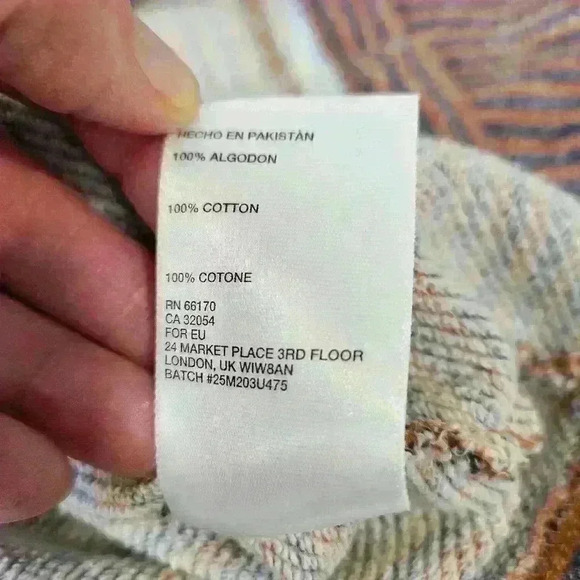 HECHO EN PAKISTÀN
100% ALGODON
100% COTTON
100% COTONE
RN 66170
CA 32054
FOR EU
24 MARKET PLACE 3RD FLOOR
LONDON, UK WIW8AN
BATCH #25M203U475